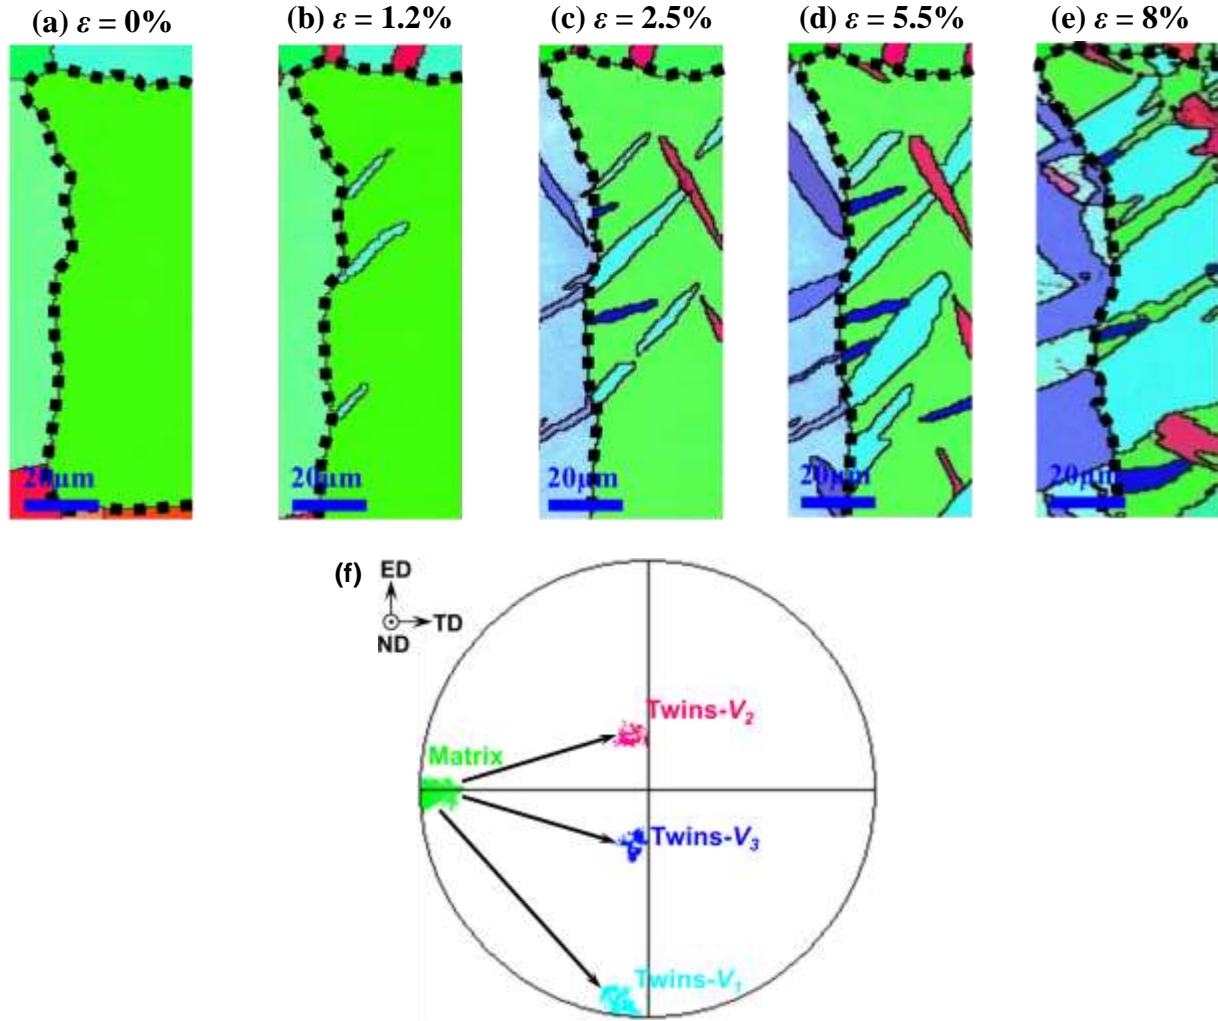 (a) ε = 0% (b) ε = 1.2% (c) ε = 2.5% (d) ε = 5.5% (e) ε = 8%
20μm 20μm 20μm 20μm 20μm
(f)
ED
TD
ND
Twins-V2
Matrix
Twins-V3
Twins-V1